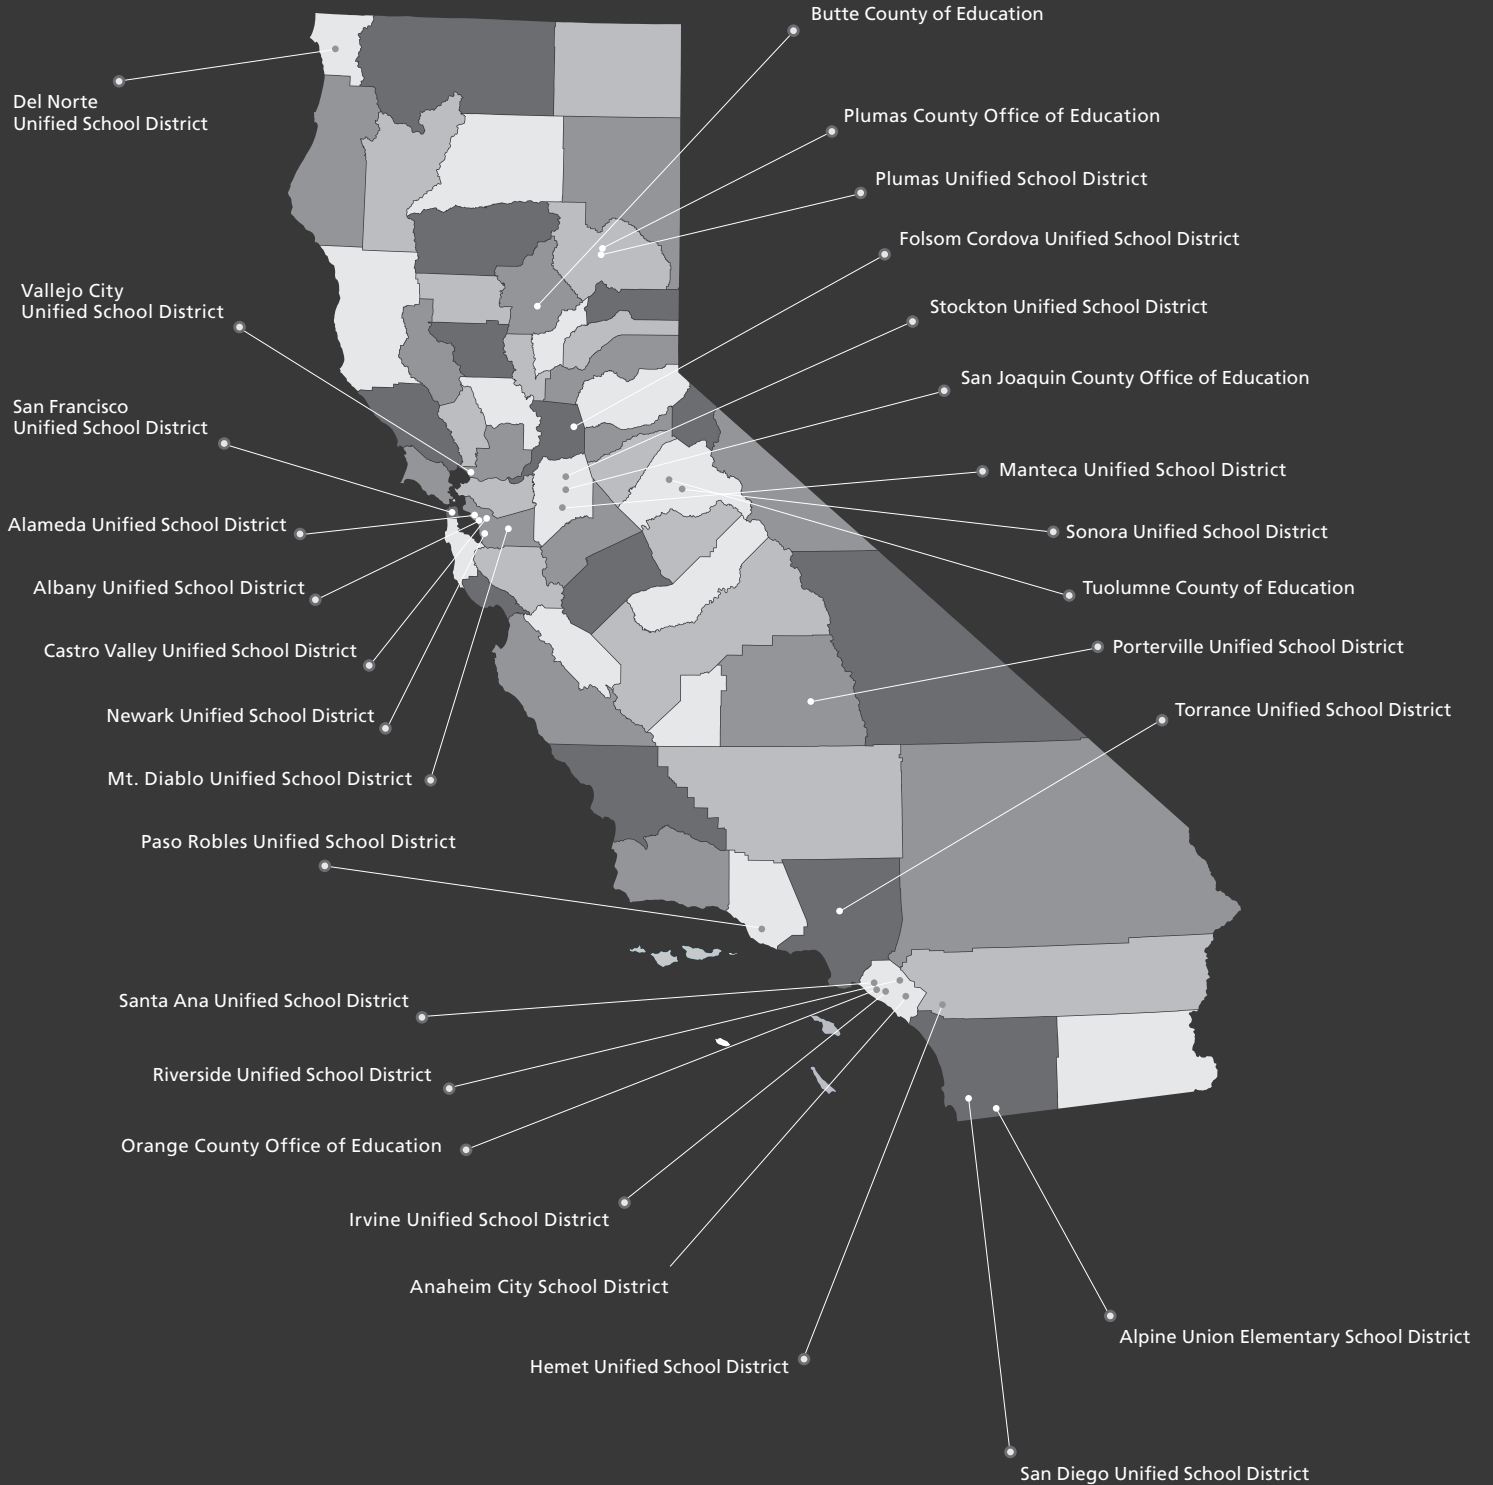 Butte County of Education
Del Norte
Unified School District
Plumas County Office of Education
Plumas Unified School District
Folsom Cordova Unified School District
Vallejo City
Unified School District
Stockton Unified School District
San Joaquin County Office of Education
San Francisco
Unified School District
Manteca Unified School District
Alameda Unified School District
Sonora Unified School District
Albany Unified School District
Tuolumne County of Education
Castro Valley Unified School District
Porterville Unified School District
Newark Unified School District
Torrance Unified School District
Mt. Diablo Unified School District
Paso Robles Unified School District
Santa Ana Unified School District
Riverside Unified School District
Orange County Office of Education
Irvine Unified School District
Anaheim City School District
Alpine Union Elementary School District
Hemet Unified School District
San Diego Unified School District